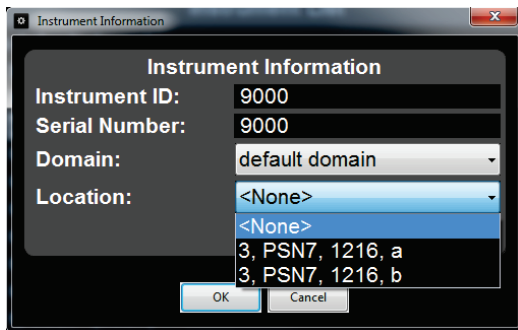 Instrument Information
Instrument Information
Instrument ID: 9000
Serial Number: 9000
Domain: default domain
Location: <None>
<None>
3, PSN7, 1216, a
3, PSN7, 1216, b
OK Cancel